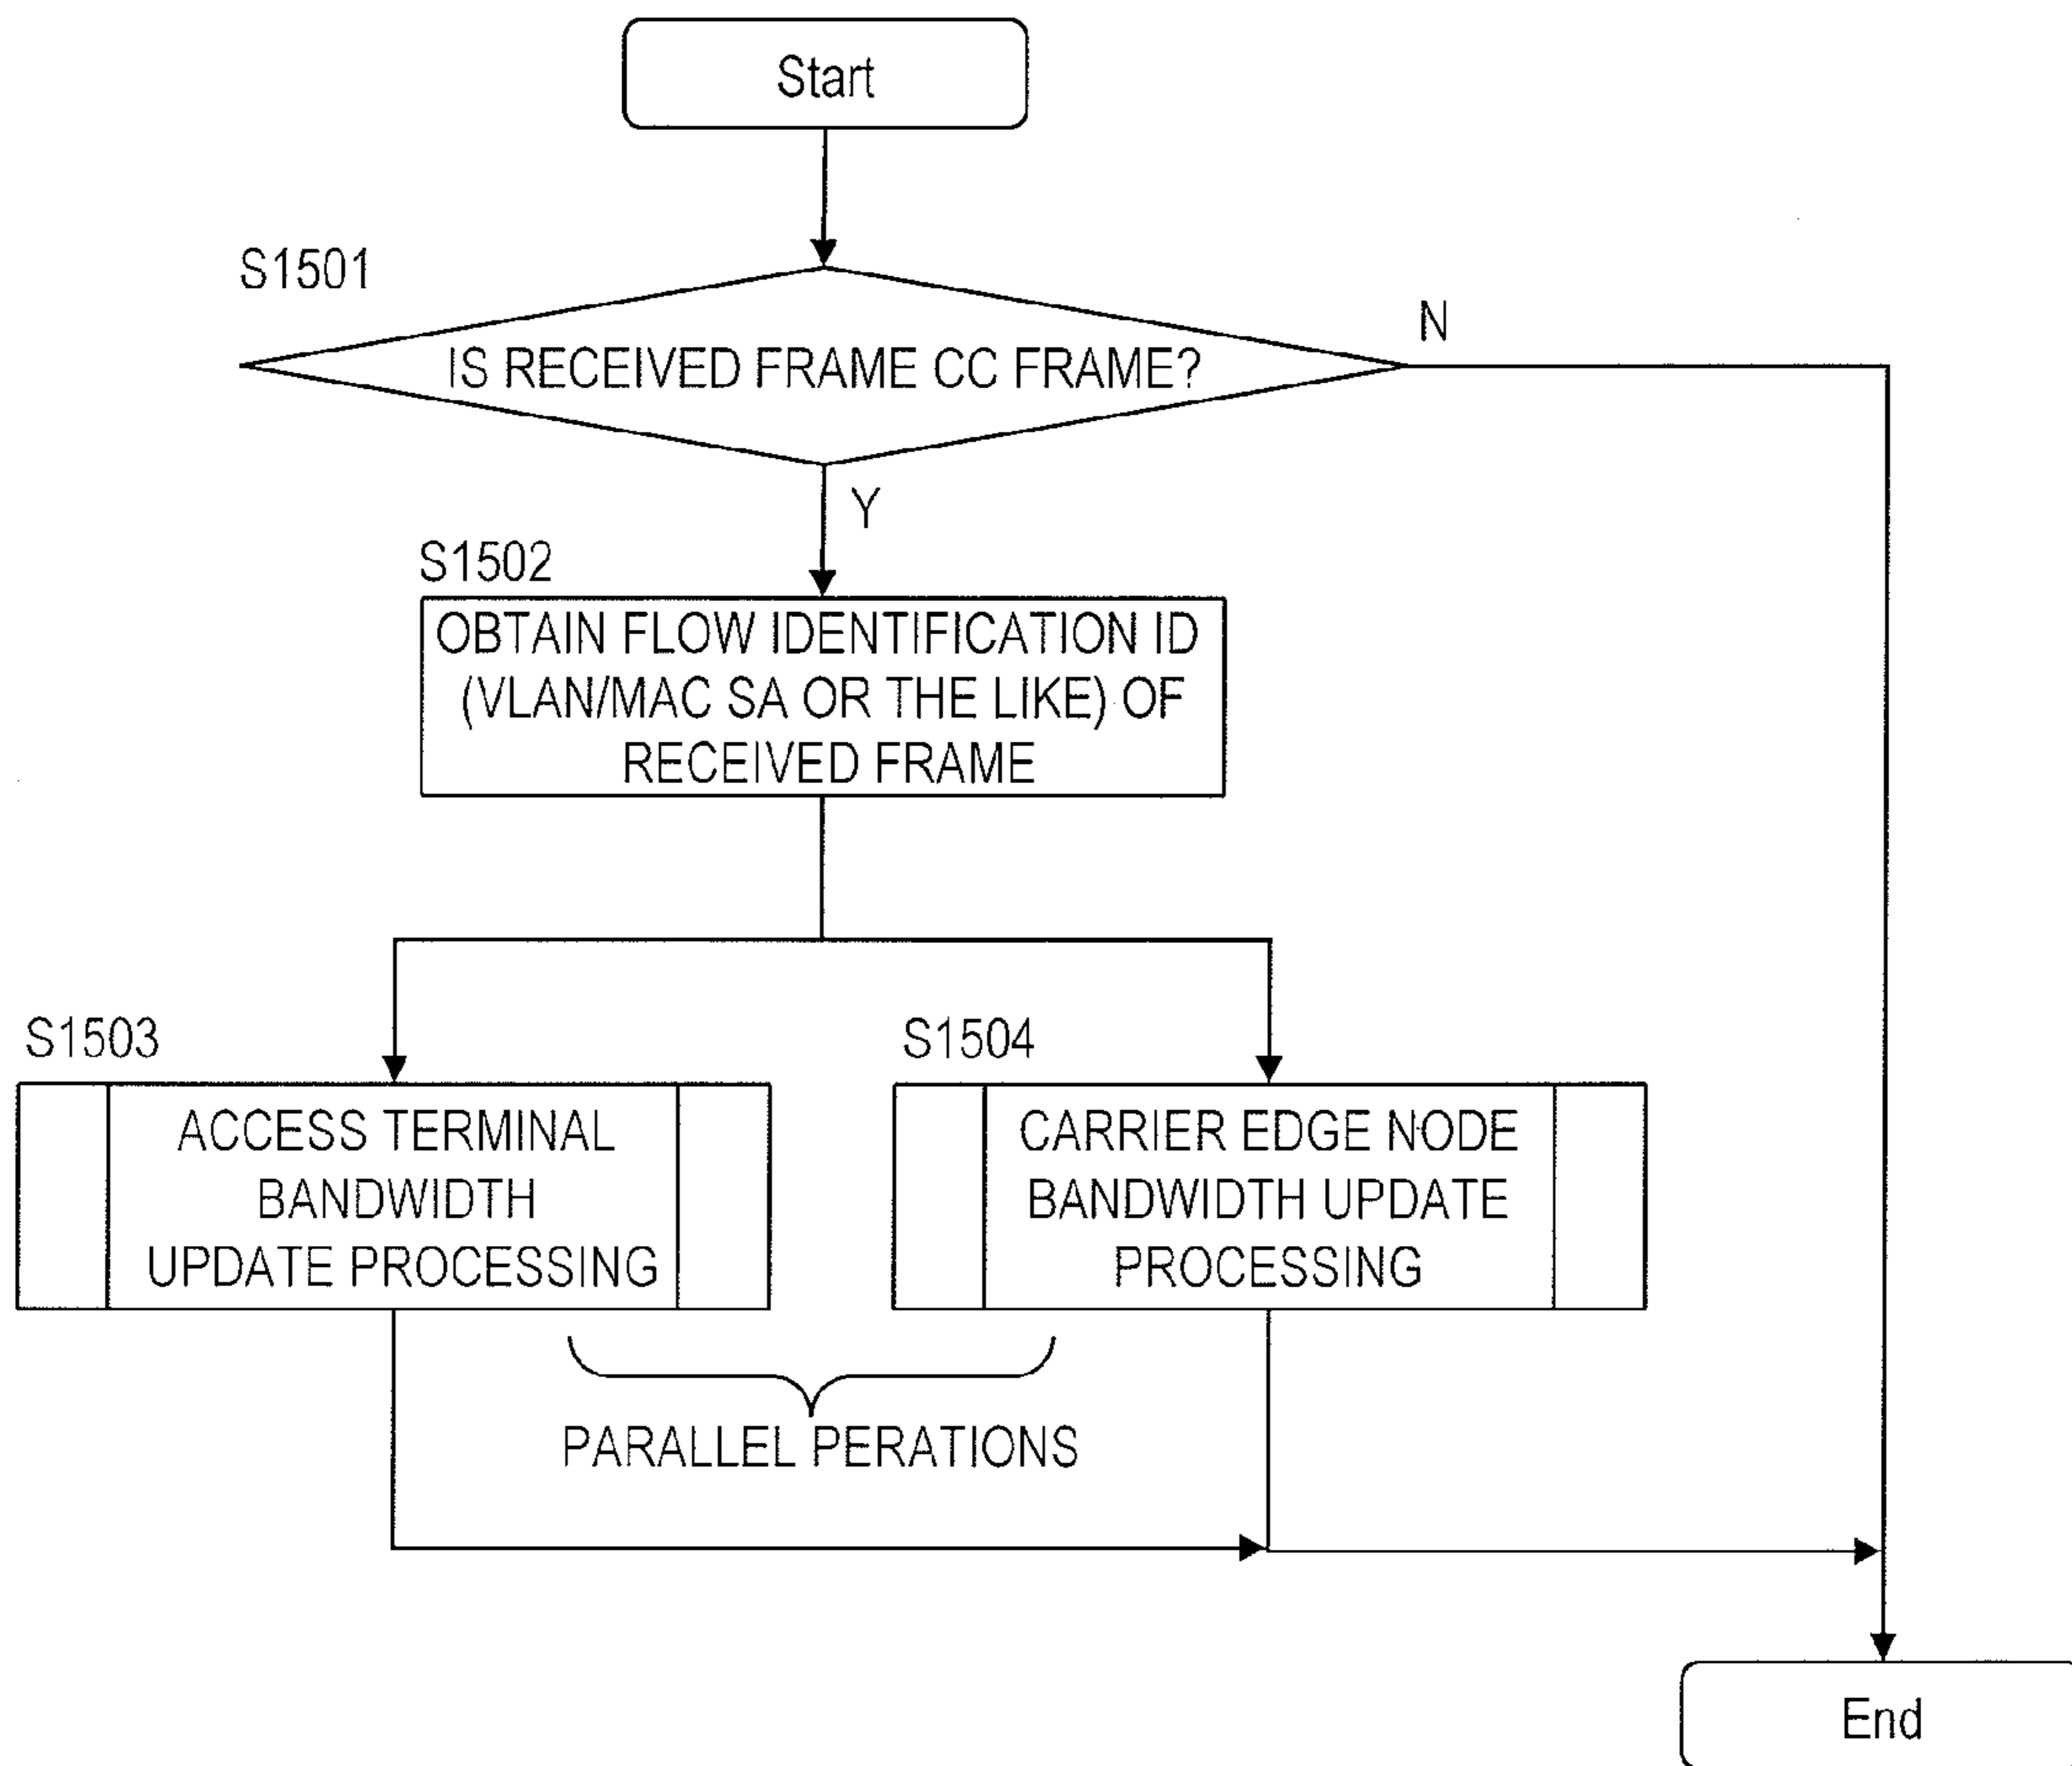 Start
S1501
N
IS RECEIVED FRAME CC FRAME?
Y
S1502
OBTAIN FLOW IDENTIFICATION ID
(VLAN/MAC SA OR THE LIKE) OF
RECEIVED FRAME
S1503
ACCESS TERMINAL
BANDWIDTH
UPDATE PROCESSING
S1504
CARRIER EDGE NODE
BANDWIDTH UPDATE
PROCESSING
PARALLEL PERATIONS
End